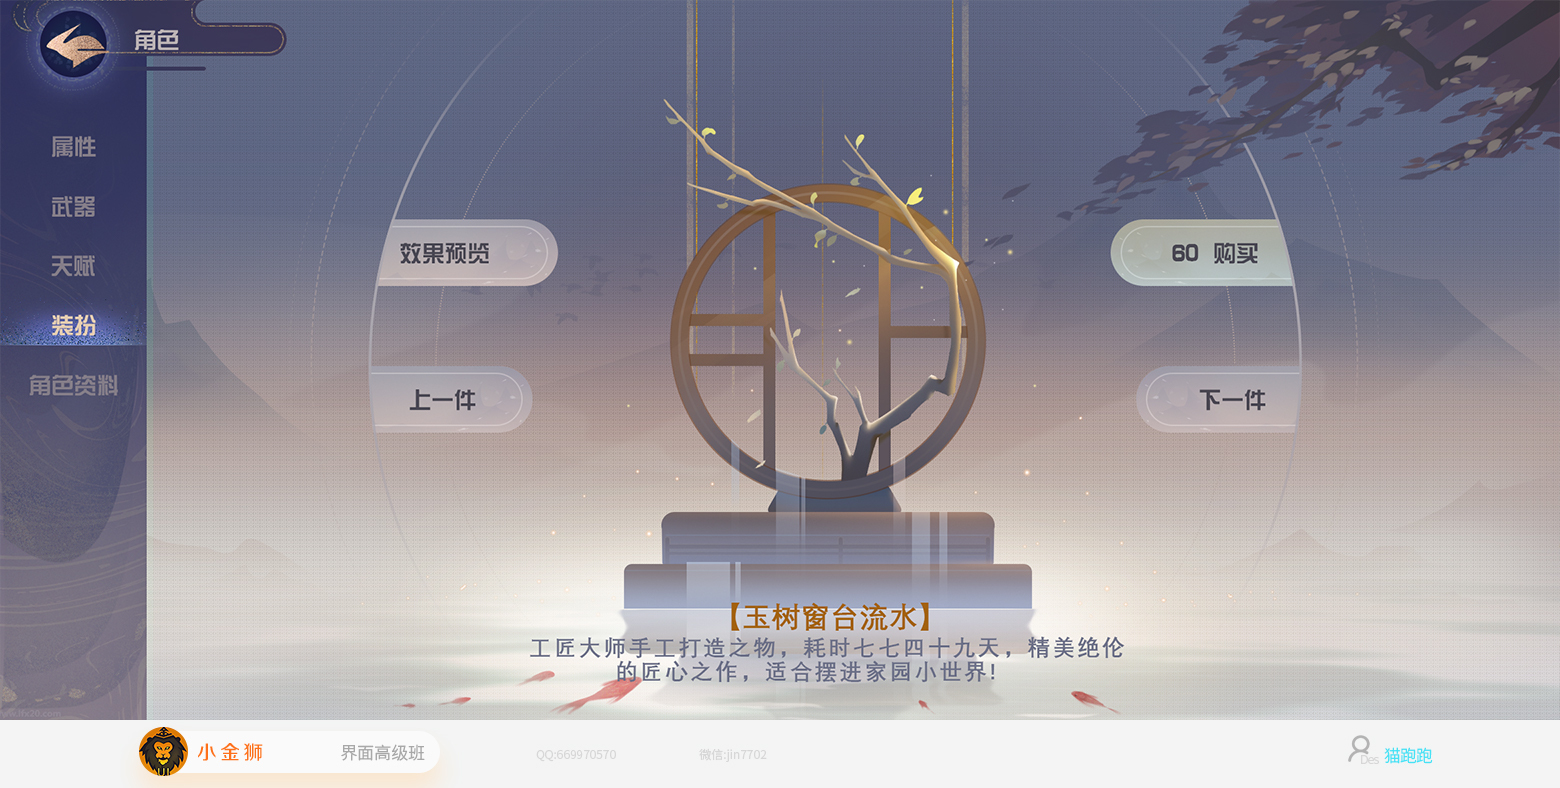 角色
属性
武器
天赋
装扮
角色资料
效果预览
60 购买
上一件
下一件
【玉树窗台流水】
工匠大师手工打造之物，耗时七七四十九天，精美绝伦
的匠心之作，适合摆进家园小世界!
小金狮
界面高级班
QQ:669970570
微信:jin7702
Des 猫跑跑